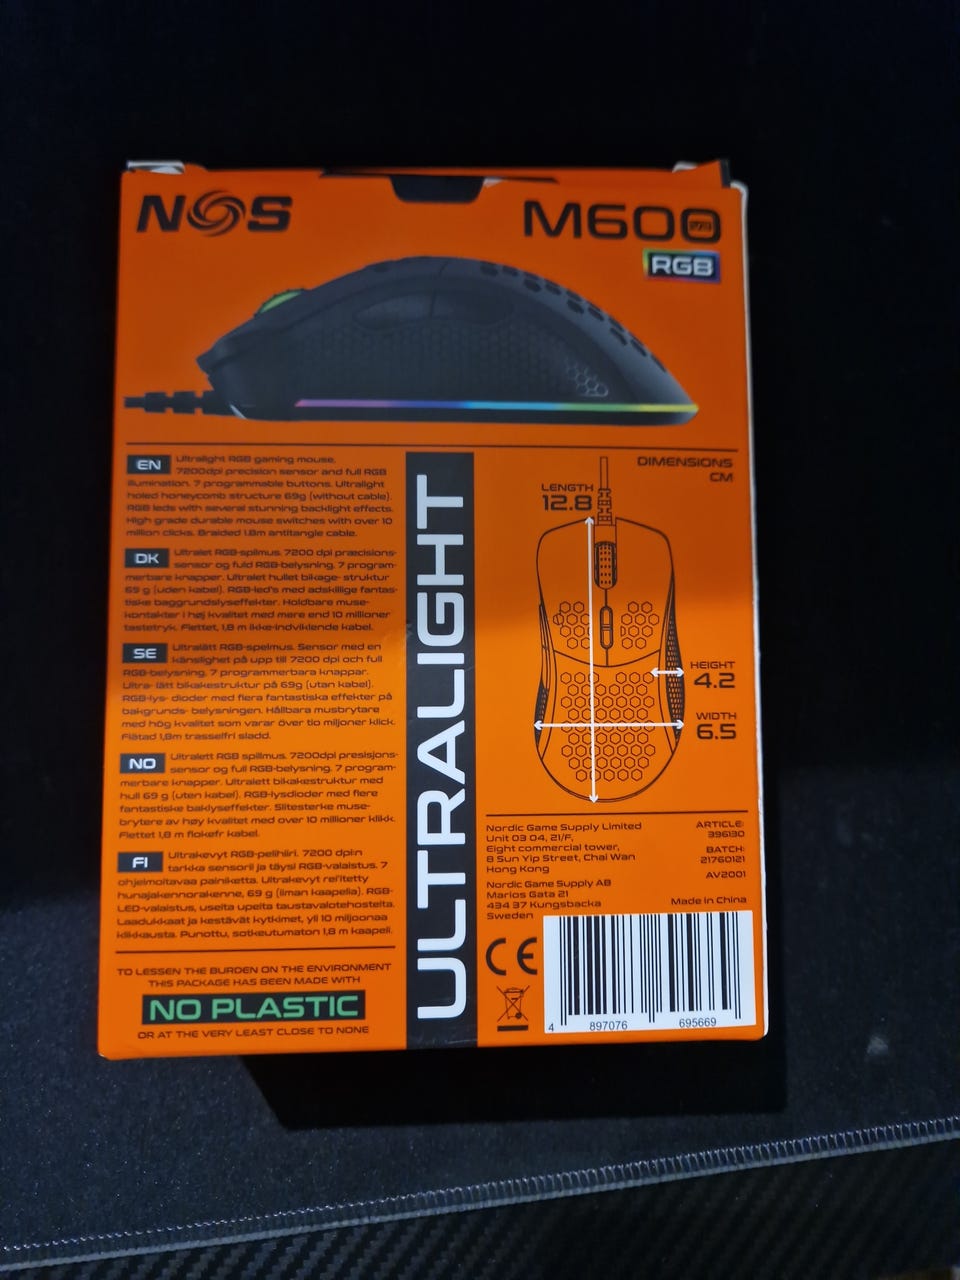 NOS
M600 V3
RGB
EN Ultralight RGB gaming mouse.
7200dpi precision sensor and full RGB
illumination. 7 programmable buttons. Ultralight
holed honeycomb structure 69g (without cable).
RGB leds with several stunning backlight effects.
High grade durable mouse switches with over 10
million clicks. Braided 1.8m antitangle cable.
DK Ultralet RGB-spilmus. 7200 dpi præcisions-
sensor og fuld RGB-belysning. 7 program-
merbare knapper. Ultralet hullet bikage- struktur
69 g (uden kabel). RGB-led's med adskillige fantas-
tiske baggrundslyseffekter. Holdbare muse-
kontakter i høj kvalitet med mere end 10 millioner
tastetryk. Flettet, 1,8 m ikke-indviklende kabel.
SE Ultralätt RGB-spelmus. Sensor med en
känslighet på upp till 7200 dpi och full
RGB-belysning. 7 programmerbara knappar.
Ultra- lätt bikakestruktur på 69g (utan kabel).
RGB-lys- dioder med flera fantastiska effekter på
bakgrunds- belysningen. Hållbara musbrytare
med hög kvalitet som varar över tio miljoner klick.
Flätad 1,8m trasselfri sladd.
NO Ultralett RGB spillmus. 7200dpi presisjons-
sensor og full RGB-belysning. 7 program-
merbare knapper. Ultralett bikakestruktur med
hull 69 g (uten kabel). RGB-lysdioder med flere
fantastiske baklyseffekter. Slitesterke muse-
brytere av høy kvalitet med over 10 millioner klikk.
Flettet 1,8 m flokefr kabel.
FI Ultrakevyt RGB-pelihiiri. 7200 dpi:n
tarkka sensorii ja täysi RGB-valaistus. 7
ohjelmoitavaa painiketta. Ultrakevyt rei'itetty
hunajakennorakenne, 69 g (ilman kaapelia). RGB-
LED-valaistus, useita upeita taustavalotehosteita.
Laadukkaat ja kestävät kytkimet, yli 10 miljoonaa
klikkausta. Punottu, sotkeutumaton 1,8 m kaapeli.
TO LESSEN THE BURDEN ON THE ENVIRONMENT
THIS PACKAGE HAS BEEN MADE WITH
NO PLASTIC
OR AT THE VERY LEAST CLOSE TO NONE
ULTRALIGHT
DIMENSIONS
CM
LENGTH
12.8
HEIGHT
4.2
WIDTH
6.5
Nordic Game Supply Limited
Unit 03 04, 21/F,
Eight commercial tower,
8 Sun Yip Street, Chai Wan
Hong Kong
Nordic Game Supply AB
Marios Gata 21
434 37 Kungsbacka
Sweden
ARTICLE:
396130
BATCH:
21760121
AV2001
Made in China
CE
4 897076 695669